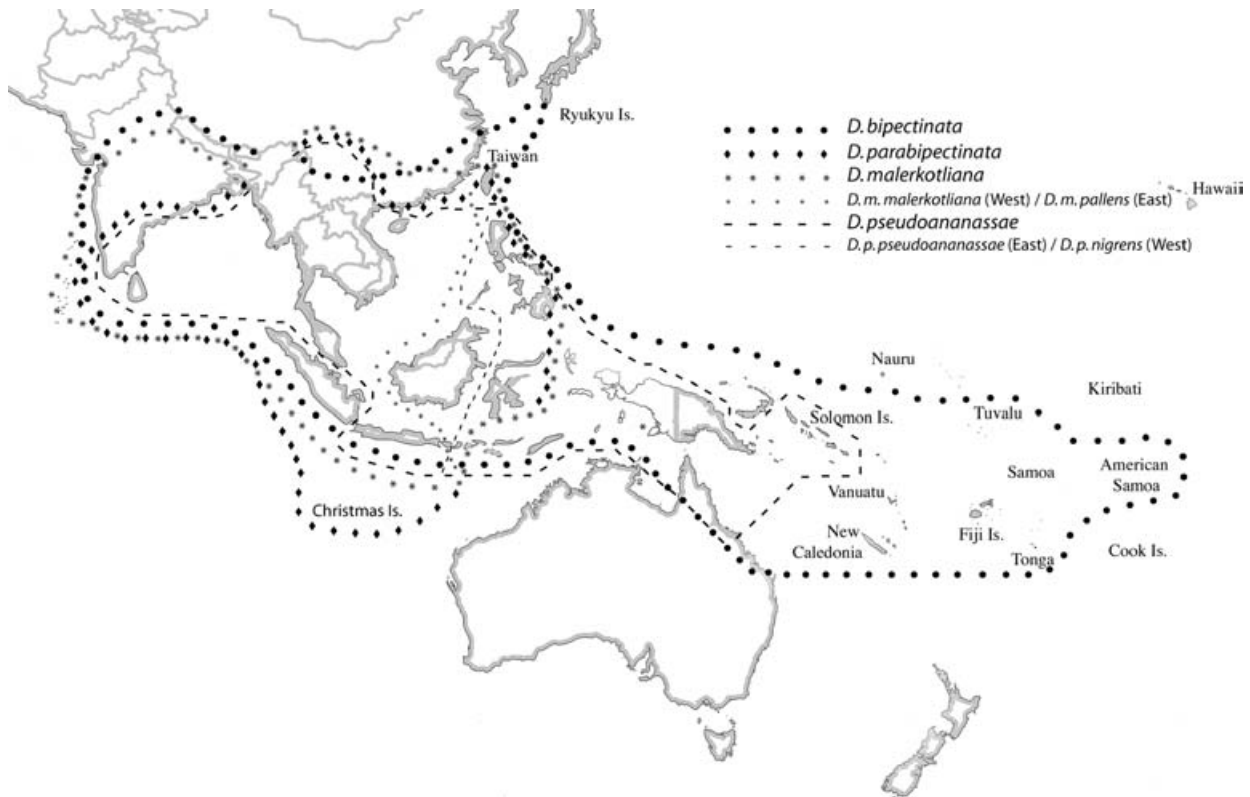 Ryukyu Is.
Taiwan
D. bipectinata
D. parabipectinata
D. malerkotliana
D. m. malerkotliana (West) / D. m. pallens (East)
D. pseudoananassae
D. p. pseudoananassae (East) / D. p. nigrens (West)
Hawaii
Nauru
Kiribati
Solomon Is.
Tuvalu
Samoa
American
Samoa
Vanuatu
Christmas Is.
New
Caledonia
Fiji Is.
Tonga
Cook Is.